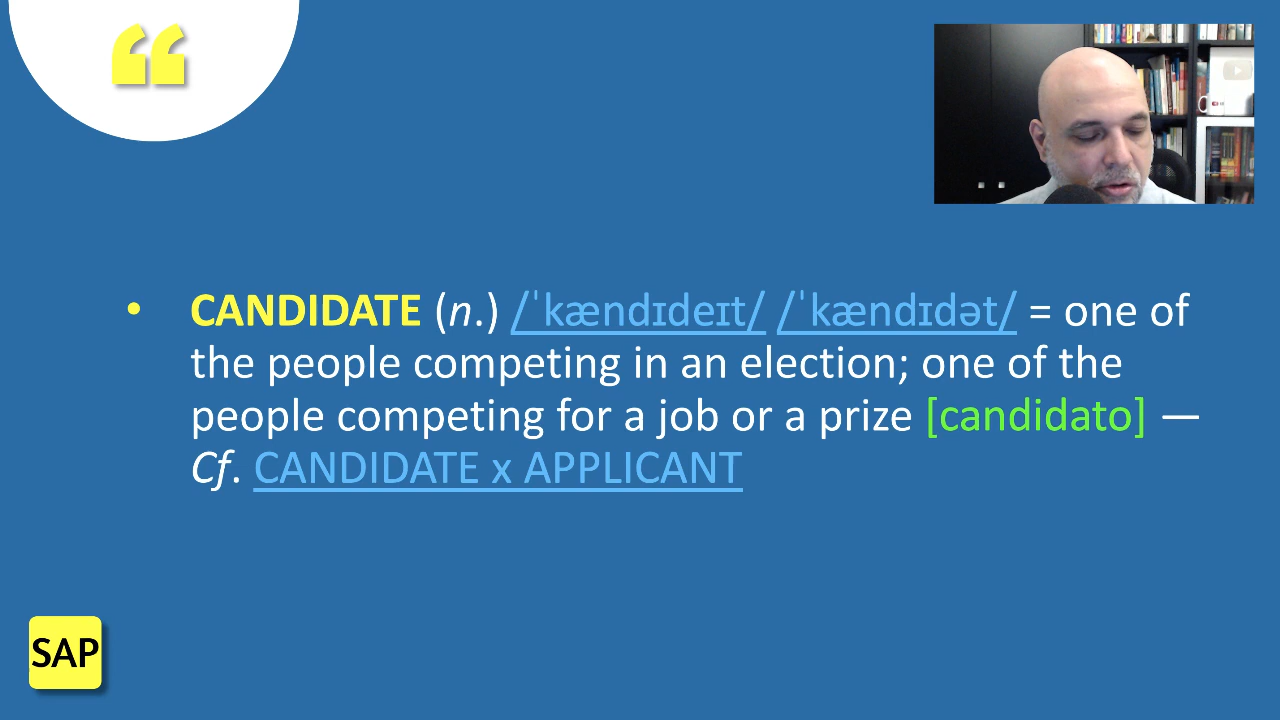 “
• CANDIDATE (n.) /ˈkændɪdeɪt/ /ˈkændɪdət/ = one of
the people competing in an election; one of the
people competing for a job or a prize [candidato] —
Cf. CANDIDATE x APPLICANT
SAP